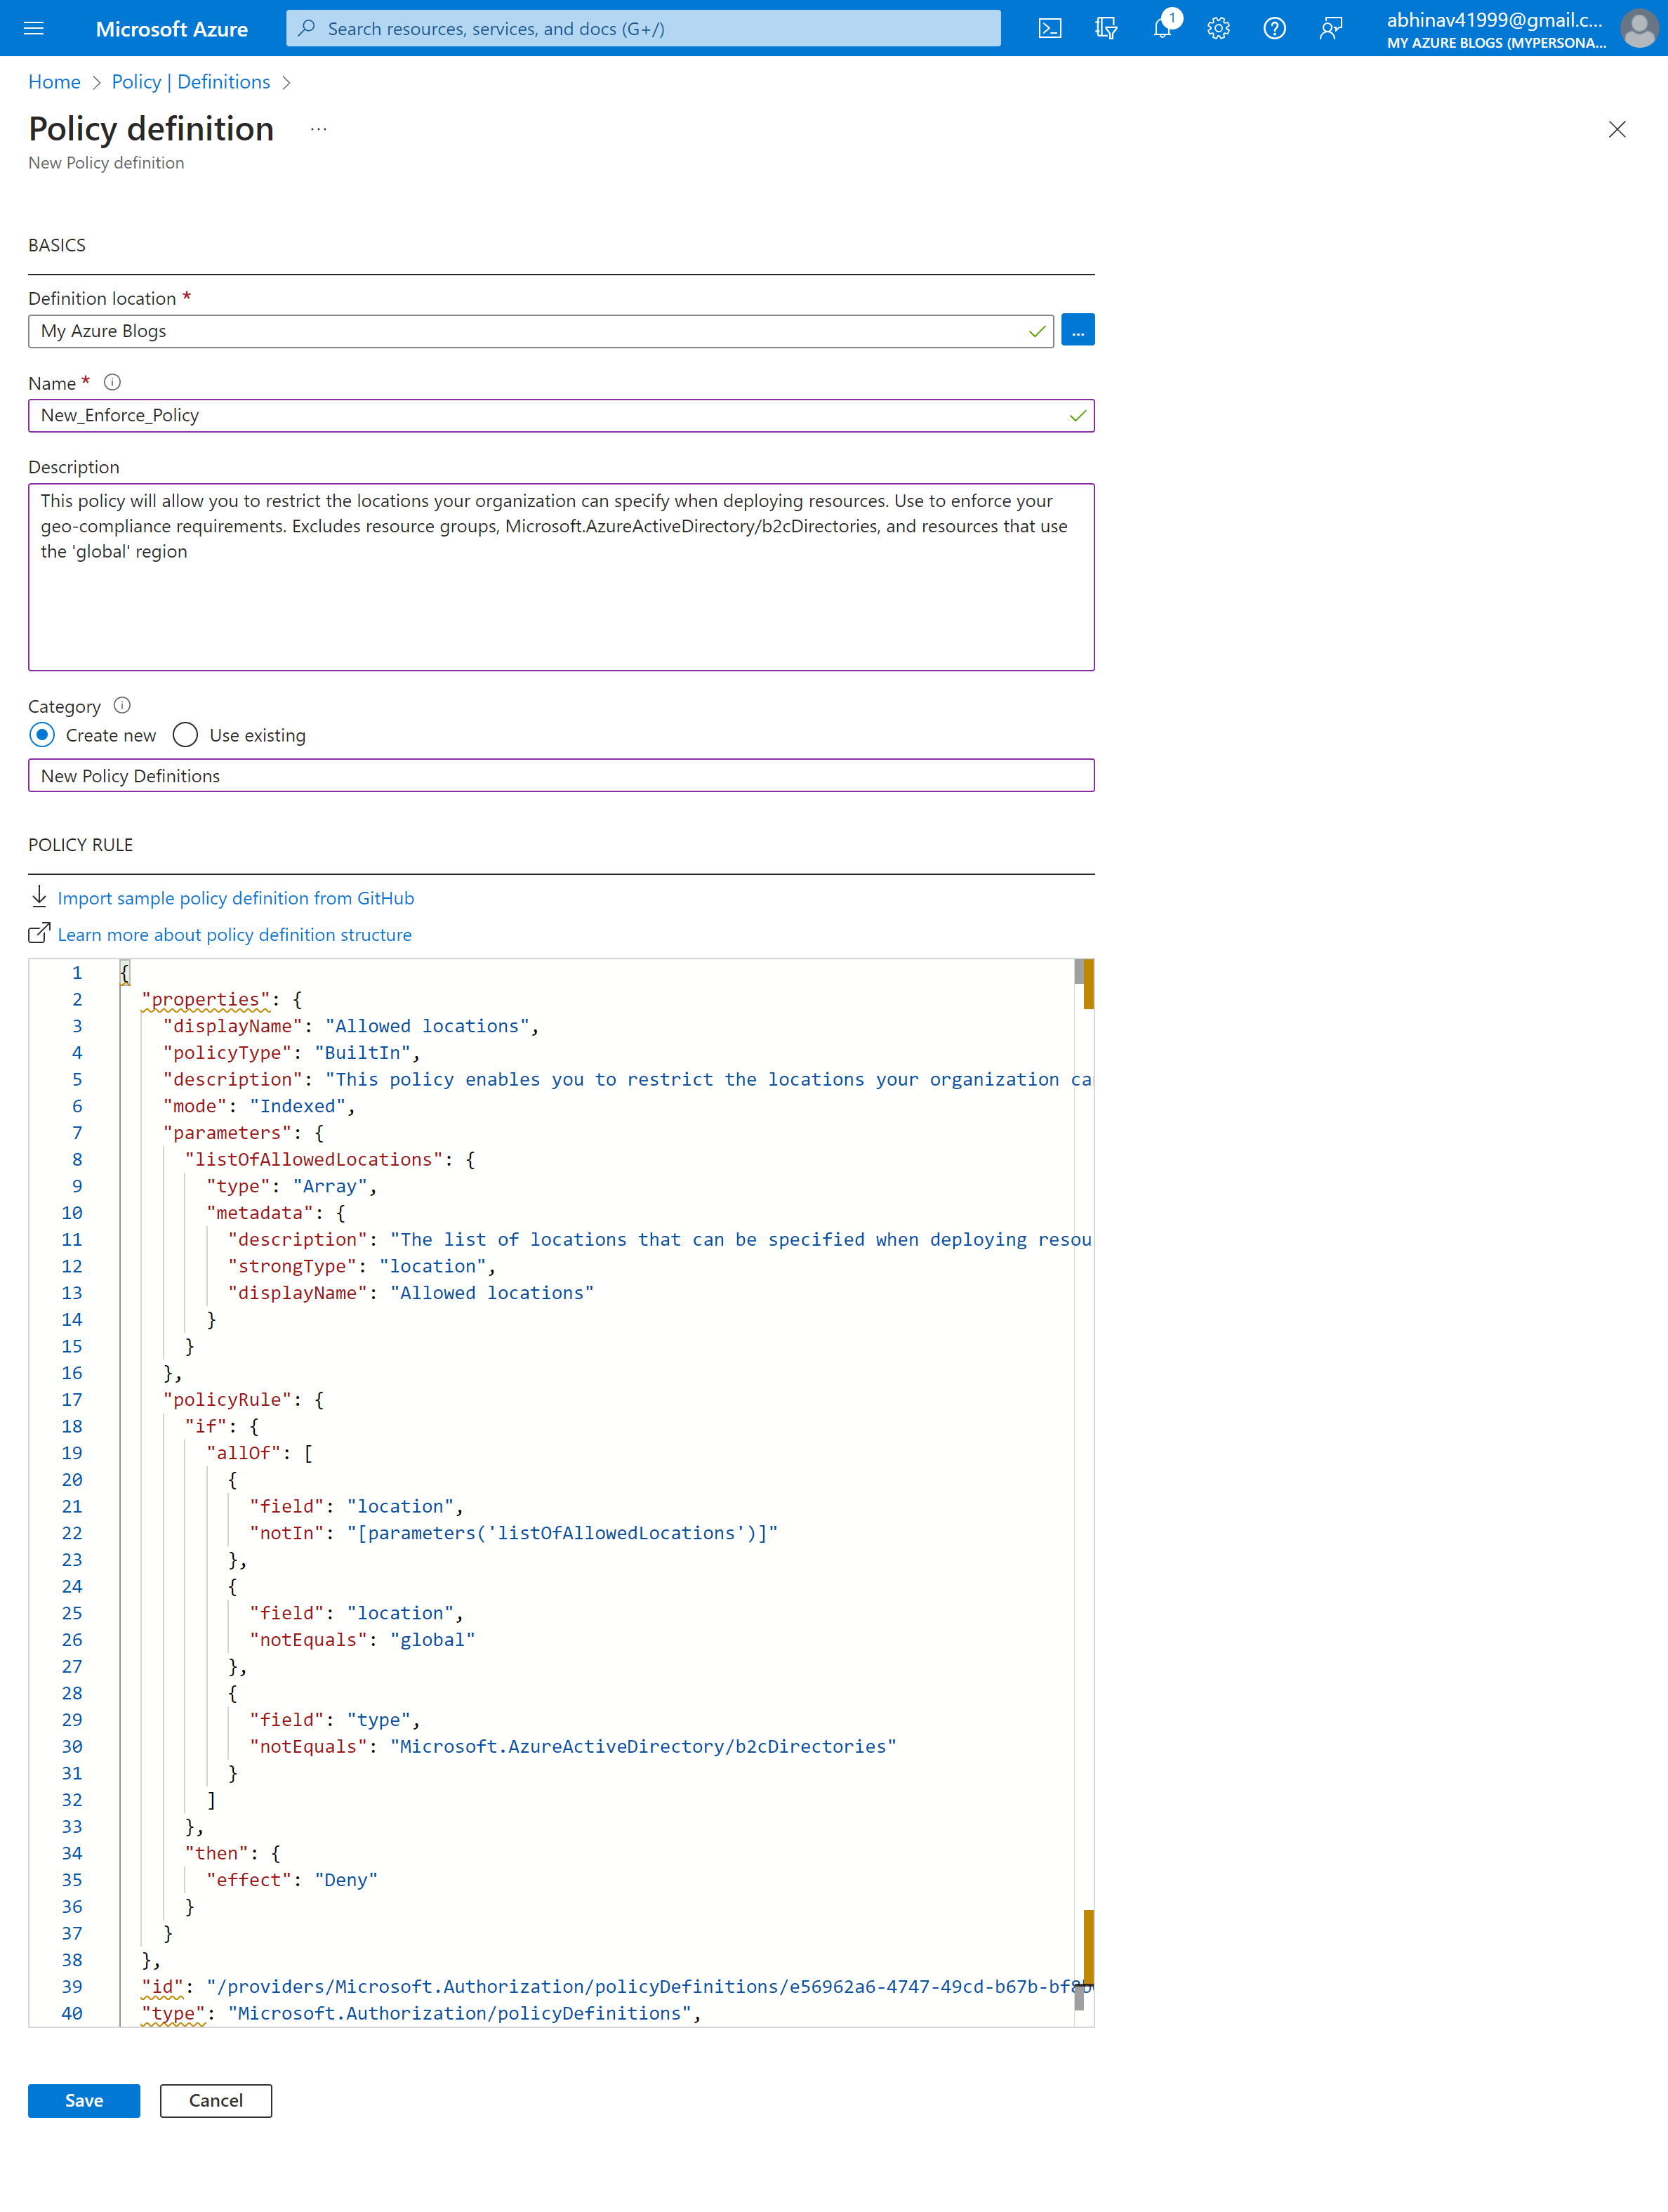 Microsoft Azure
Search resources, services, and docs (G+/)
1
abhinav41999@gmail.c...
MY AZURE BLOGS (MYPERSONA...
Home > Policy | Definitions >
Policy definition ...
New Policy definition
BASICS
Definition location *
My Azure Blogs
...
Name *
New_Enforce_Policy
Description
This policy will allow you to restrict the locations your organization can specify when deploying resources. Use to enforce your
geo-compliance requirements. Excludes resource groups, Microsoft.AzureActiveDirectory/b2cDirectories, and resources that use
the 'global' region
Category
Create new Use existing
New Policy Definitions
POLICY RULE
Import sample policy definition from GitHub
Learn more about policy definition structure
1 {
2 "properties": {
3 "displayName": "Allowed locations",
4 "policyType": "BuiltIn",
5 "description": "This policy enables you to restrict the locations your organization ca
6 "mode": "Indexed",
7 "parameters": {
8 "listOfAllowedLocations": {
9 "type": "Array",
10 "metadata": {
11 "description": "The list of locations that can be specified when deploying resou
12 "strongType": "location",
13 "displayName": "Allowed locations"
14 }
15 }
16 },
17 "policyRule": {
18 "if": {
19 "allOf": [
20 {
21 "field": "location",
22 "notIn": "[parameters('listOfAllowedLocations')]"
23 },
24 {
25 "field": "location",
26 "notEquals": "global"
27 },
28 {
29 "field": "type",
30 "notEquals": "Microsoft.AzureActiveDirectory/b2cDirectories"
31 }
32 ]
33 },
34 "then": {
35 "effect": "Deny"
36 }
37 }
38 },
39 "id": "/providers/Microsoft.Authorization/policyDefinitions/e56962a6-4747-49cd-b67b-bf8b
40 "type": "Microsoft.Authorization/policyDefinitions",
Save Cancel